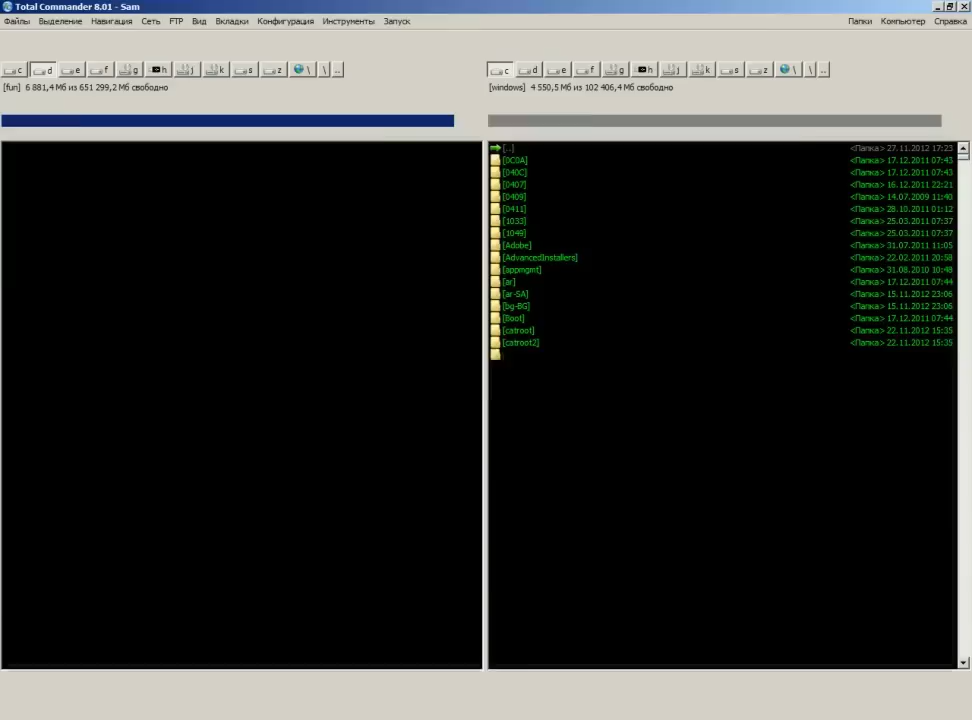 Total Commander 8.01 - Sam
Файлы Выделение Навигация Сеть FTP Вид Вкладки Конфигурация Инструменты Запуск Папки Компьютер Справка
c d e f g h j k s z \ \ ..
c d e f g h j k s z \ \ ..
[fun] 6 881,4 Мб из 651 299,2 Мб свободно
[windows] 4 550,5 Мб из 102 406,4 Мб свободно
[..] <Папка> 27.11.2012 17:23
[0C0A] <Папка> 17.12.2011 07:43
[040C] <Папка> 17.12.2011 07:43
[0407] <Папка> 16.12.2011 22:21
[0409] <Папка> 14.07.2009 11:40
[0411] <Папка> 28.10.2011 01:12
[1033] <Папка> 25.03.2011 07:37
[1049] <Папка> 25.03.2011 07:37
[Adobe] <Папка> 31.07.2011 11:05
[AdvancedInstallers] <Папка> 22.02.2011 20:58
[appmgmt] <Папка> 31.08.2010 10:48
[ar] <Папка> 17.12.2011 07:44
[ar-SA] <Папка> 15.11.2012 23:06
[bg-BG] <Папка> 15.11.2012 23:06
[Boot] <Папка> 17.12.2011 07:44
[catroot] <Папка> 22.11.2012 15:35
[catroot2] <Папка> 22.11.2012 15:35